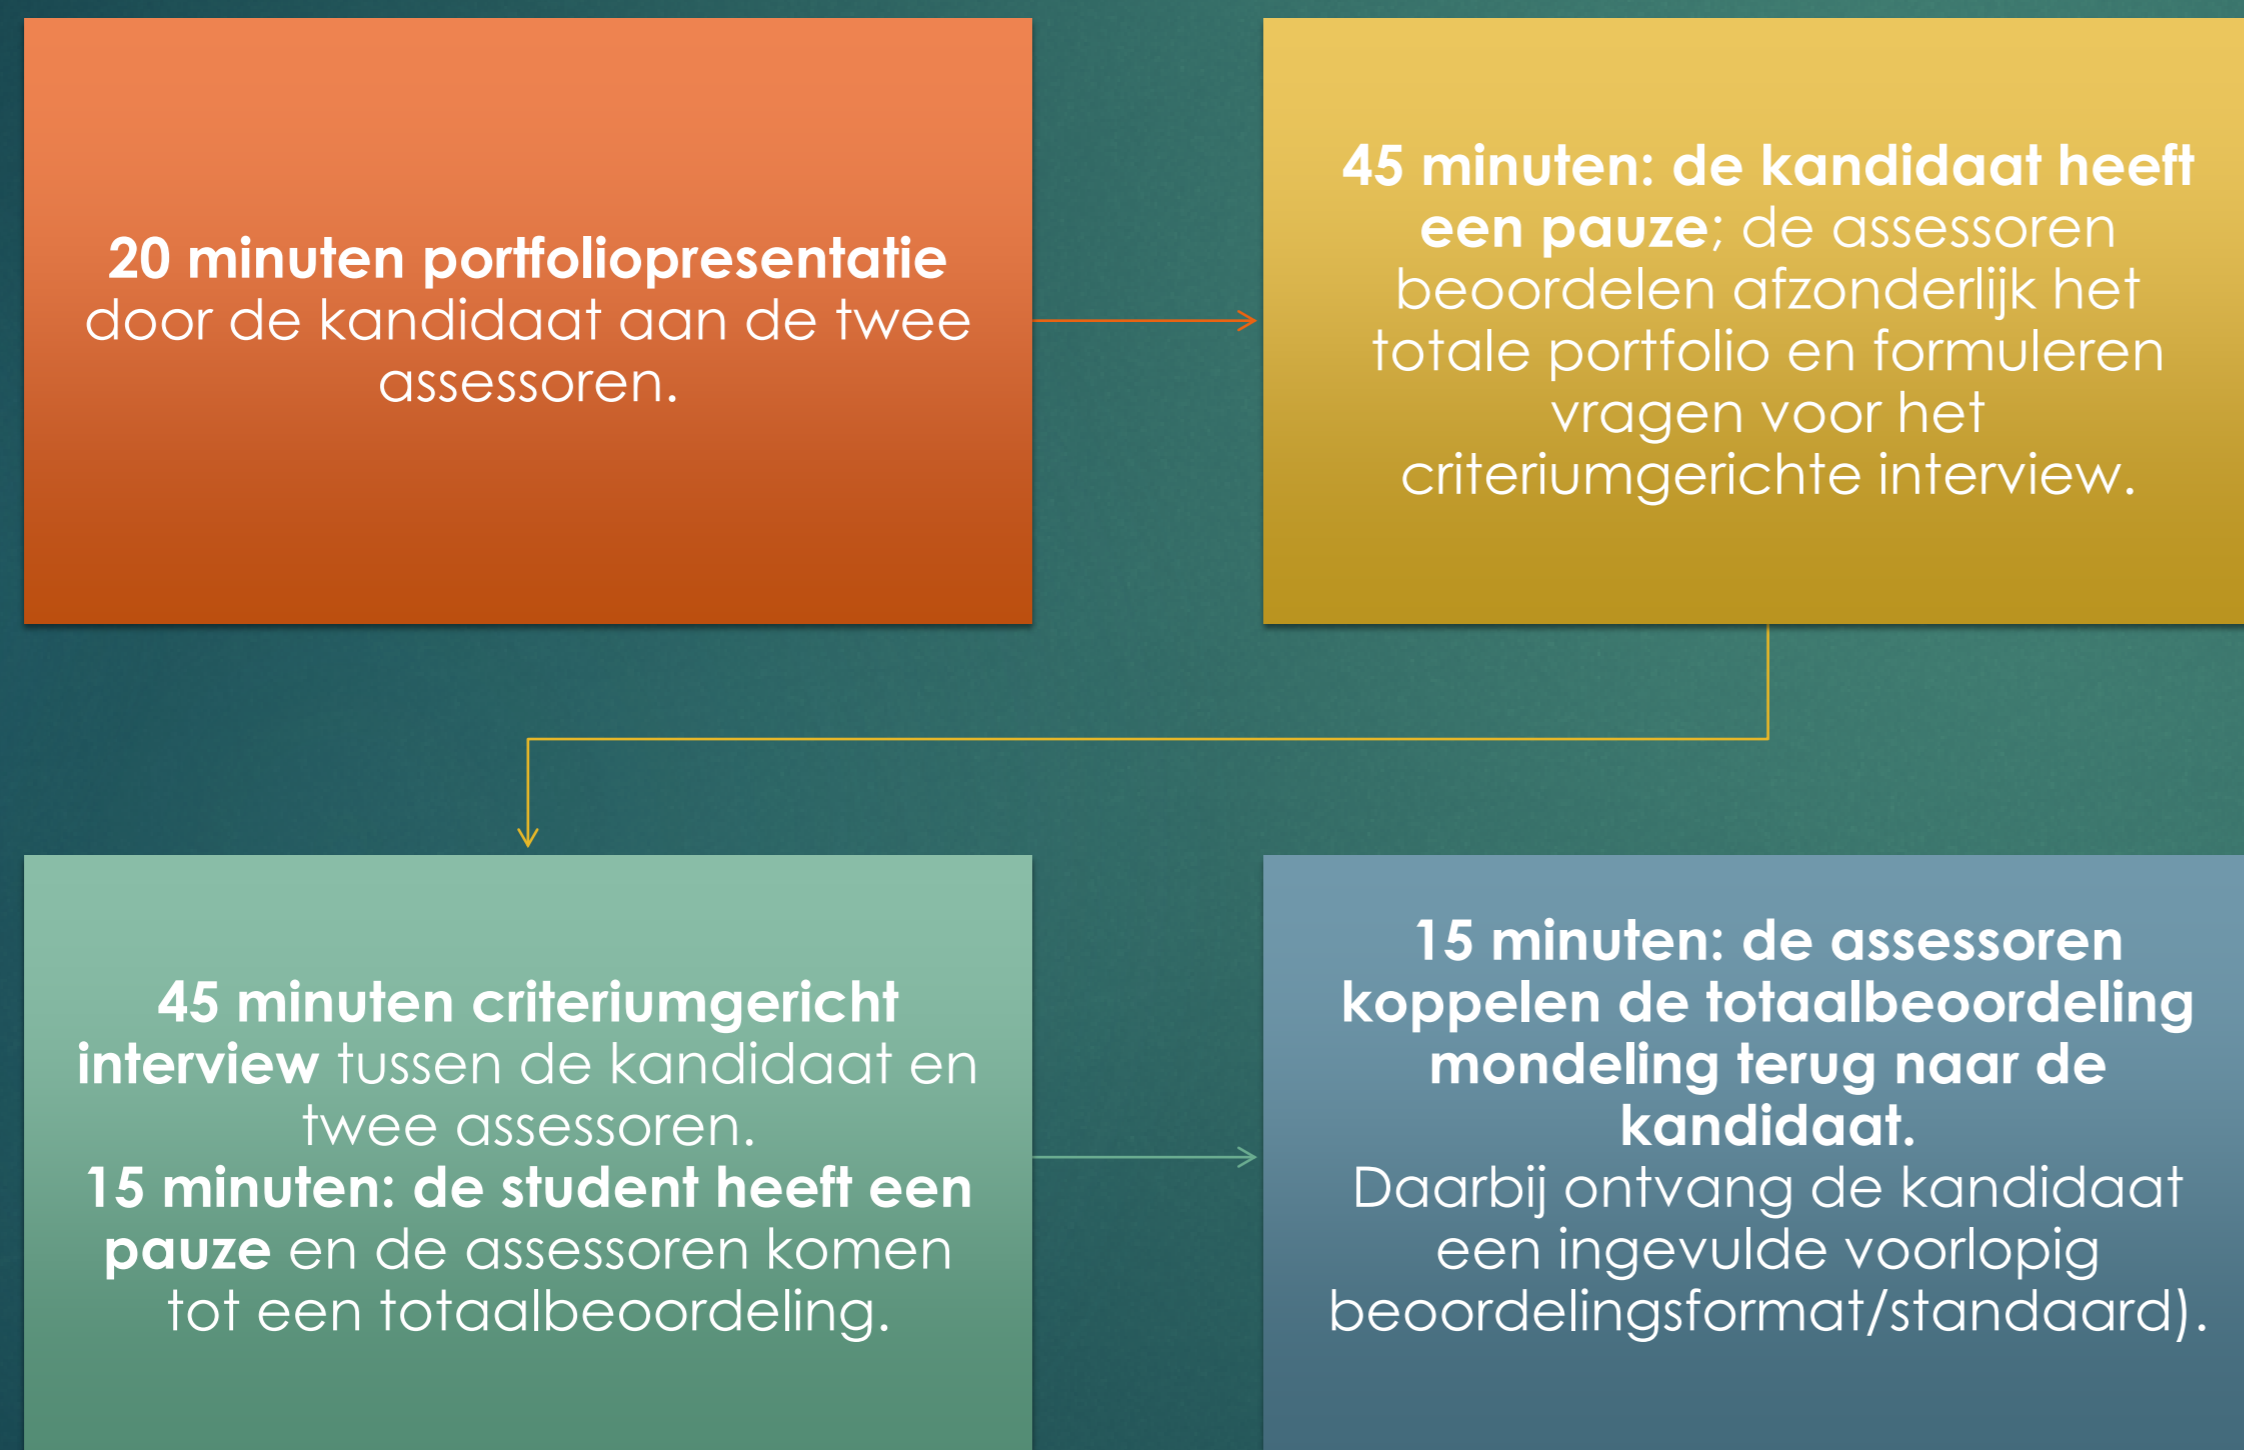 20 minuten portfoliopresentatie
door de kandidaat aan de twee
assessoren.
45 minuten: de kandidaat heeft
een pauze; de assessoren
beoordelen afzonderlijk het
totale portfolio en formuleren
vragen voor het
criteriumgerichte interview.
45 minuten criteriumgericht
interview tussen de kandidaat en
twee assessoren.
15 minuten: de student heeft een
pauze en de assessoren komen
tot een totaalbeoordeling.
15 minuten: de assessoren
koppelen de totaalbeoordeling
mondeling terug naar de
kandidaat.
Daarbij ontvang de kandidaat
een ingevulde voorlopig
beoordelingsformat/standaard).